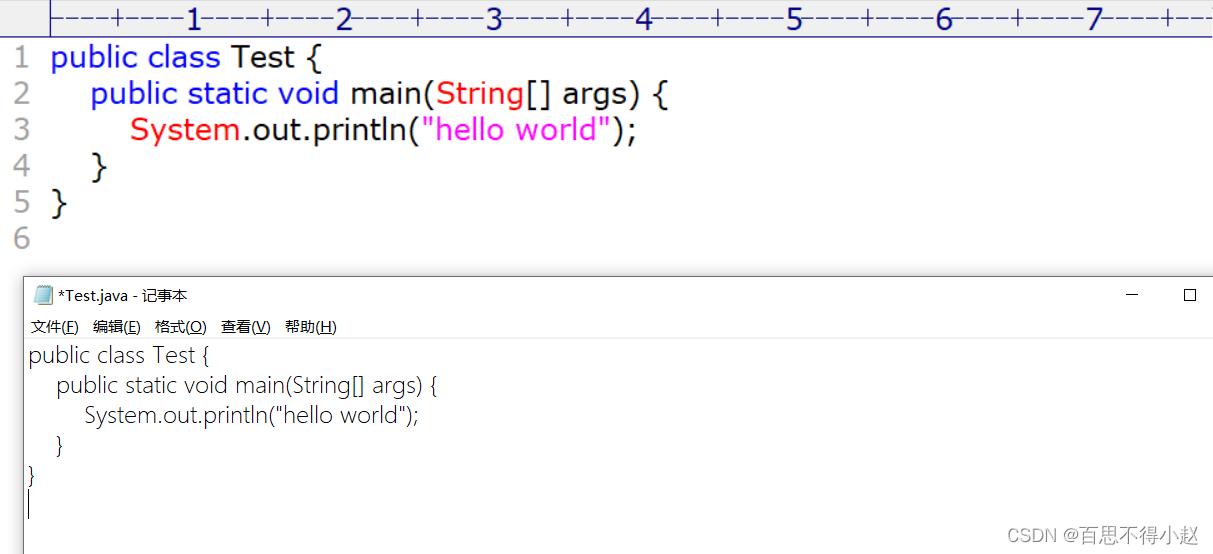 ----+----1----+----2----+----3----+----4----+----5----+----6----+----7----+---
1 public class Test {
2     public static void main(String[] args) {
3         System.out.println("hello world");
4     }
5 }
6
*Test.java - 记事本
文件(F) 编辑(E) 格式(O) 查看(V) 帮助(H)
public class Test {
    public static void main(String[] args) {
        System.out.println("hello world");
    }
}
CSDN @百思不得小赵